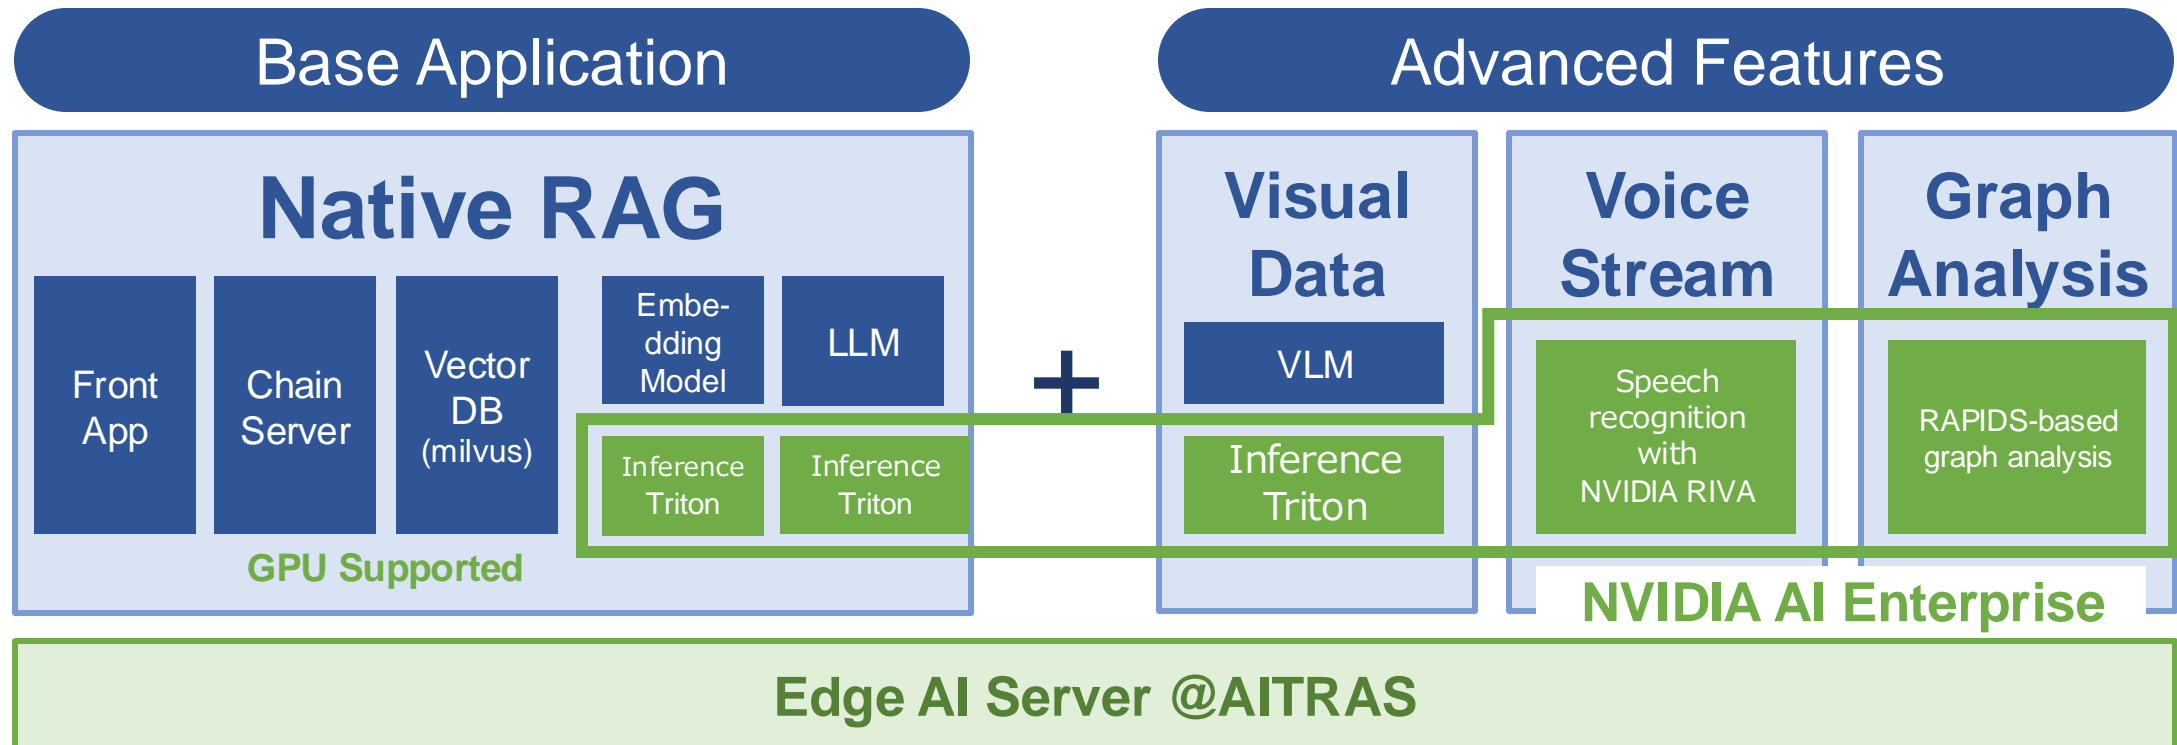 Base Application
Advanced Features
Native RAG
Front
App
Chain
Server
Vector
DB
(milvus)
Embe-
dding
Model
LLM
Inference
Triton
Inference
Triton
GPU Supported
+
Visual
Data
VLM
Inference
Triton
Voice
Stream
Speech
recognition
with
NVIDIA RIVA
Graph
Analysis
RAPIDS-based
graph analysis
NVIDIA AI Enterprise
Edge AI Server @AITRAS